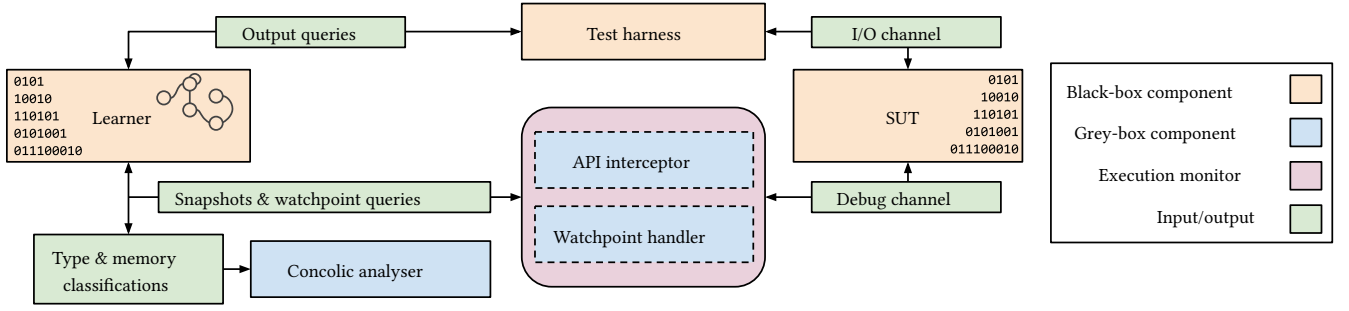 Output queries
Test harness
I/O channel
0101
10010
110101
0101001
011100010
Learner
SUT
0101
10010
110101
0101001
011100010
Black-box component
Grey-box component
Execution monitor
Input/output
API interceptor
Snapshots & watchpoint queries
Debug channel
Watchpoint handler
Type & memory
classifications
Concolic analyser